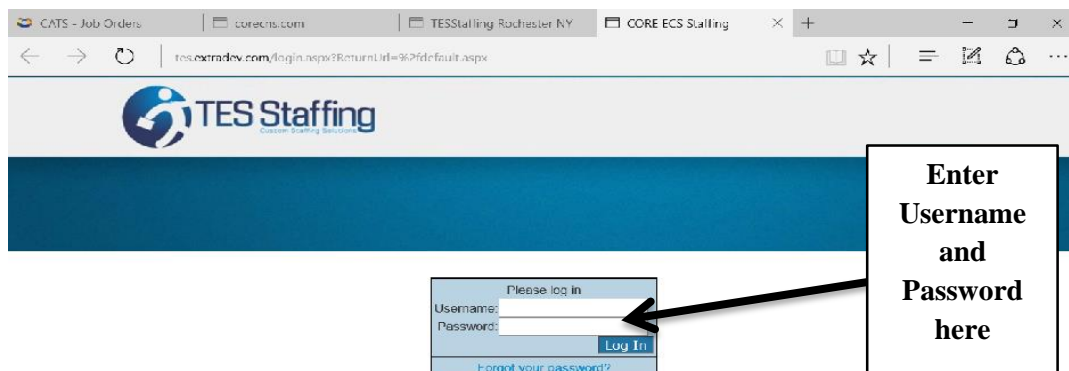 CATS - Job Orders
corecns.com
TESStaffing Rochester NY
CORE ECS Staffing
tes.extradev.com/login.aspx?ReturnUrl=%2fdefault.aspx
TES Staffing
Custom Staffing Solutions
Enter
Username
and
Password
here
Please log in
Username:
Password:
Log In
Forgot your password?